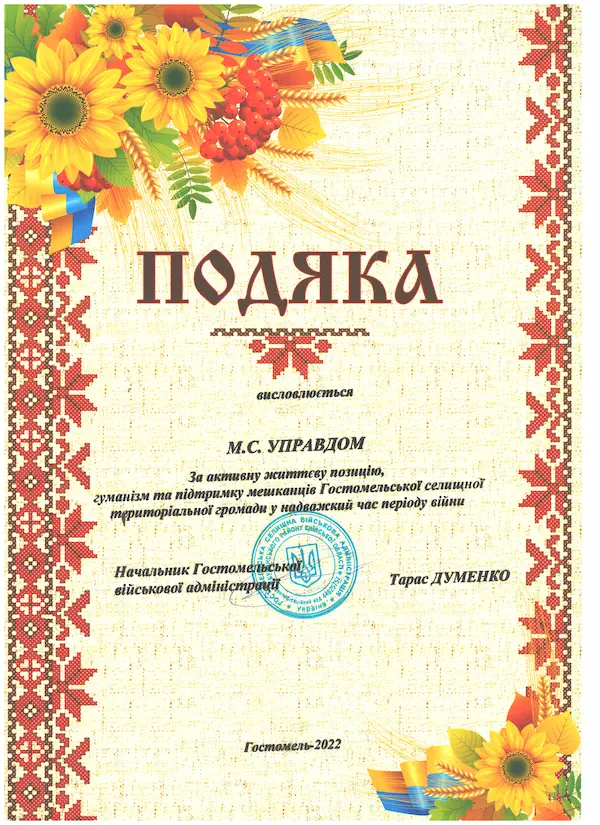 ПОДЯКА
висловлюється
М.С. УПРАВДОМ
За активну життєву позицію,
гуманізм та підтримку мешканців Гостомельської селищної
територіальної громади у надважкий час періоду війни
Начальник Гостомельської
військової адміністрації
Тарас ДУМЕНКО
Гостомель-2022